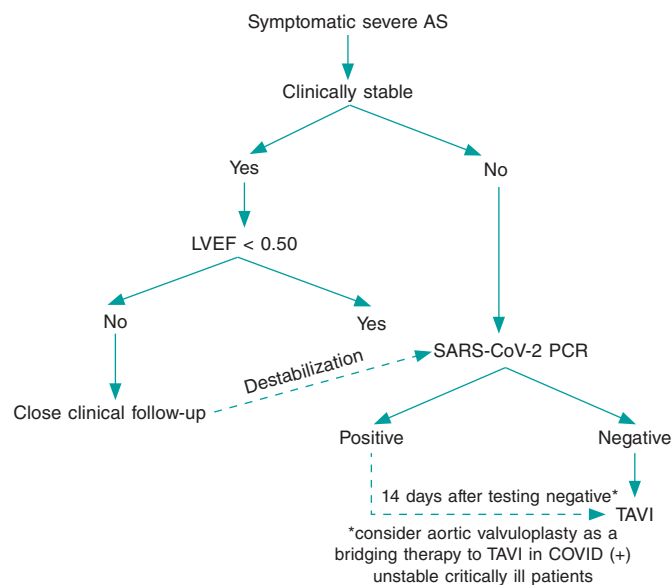 Symptomatic severe AS
Clinically stable
Yes
No
LVEF < 0.50
No
Yes
SARS-CoV-2 PCR
Destabilization
Close clinical follow-up
Positive
Negative
14 days after testing negative*
TAVI
*consider aortic valvuloplasty as a
bridging therapy to TAVI in COVID (+)
unstable critically ill patients